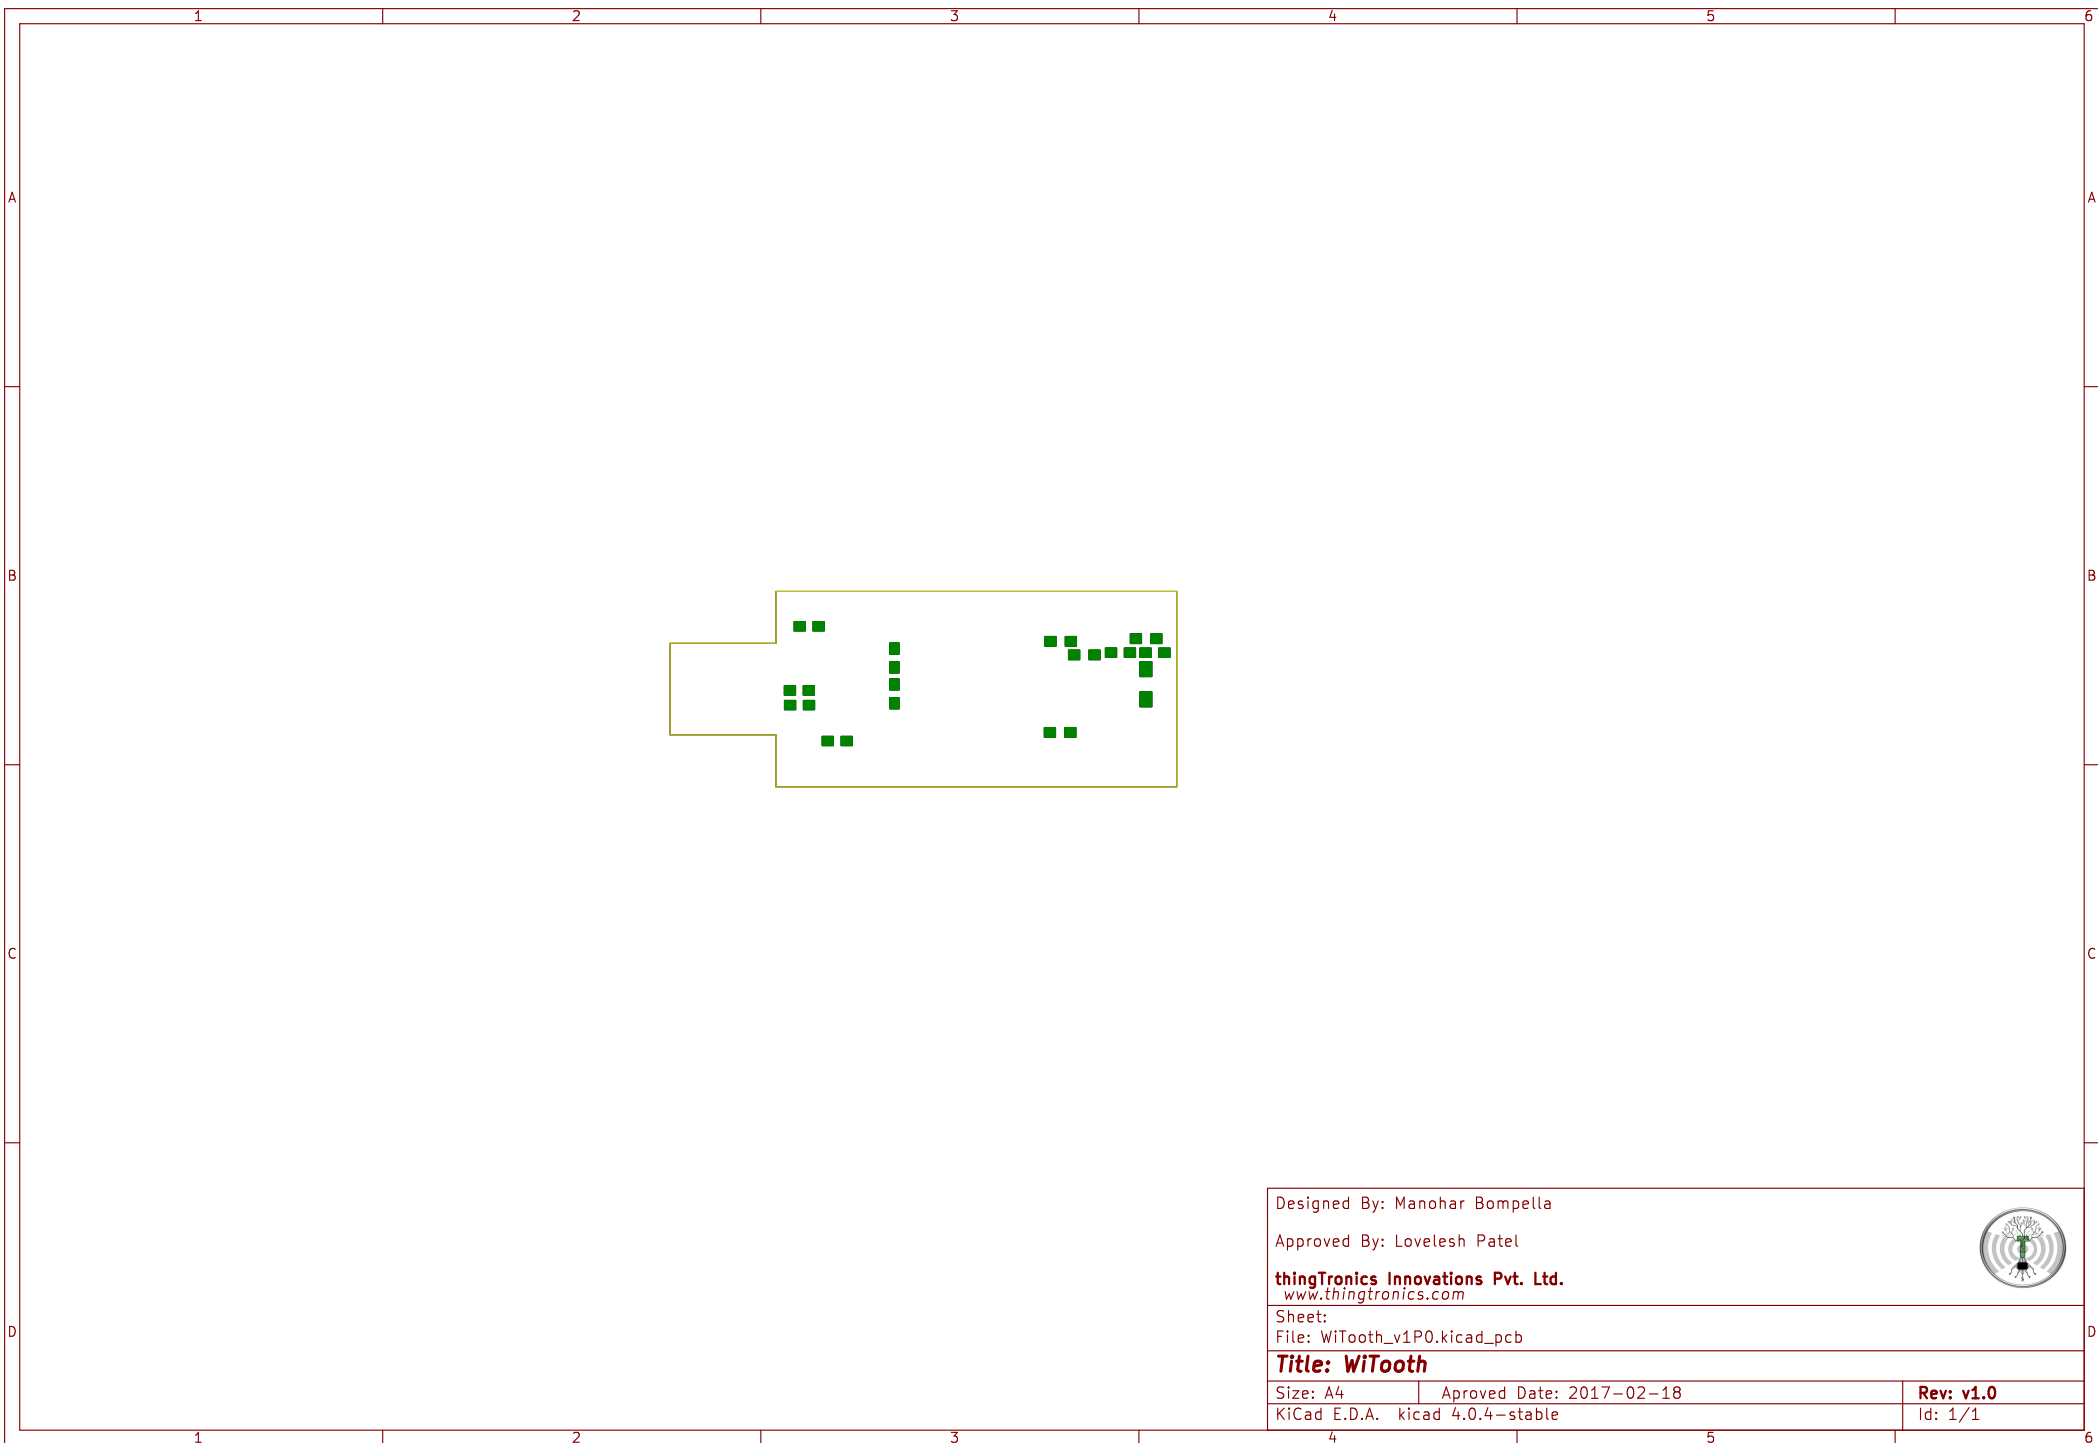 1 2 3 4 5 6
A A
B B
C C
Designed By: Manohar Bompella
Approved By: Lovelesh Patel
thingTronics Innovations Pvt. Ltd.
www.thingtronics.com
Sheet:
File: WiTooth_v1P0.kicad_pcb
D D
Title: WiTooth
Size: A4 Aproved Date: 2017-02-18 Rev: v1.0
KiCad E.D.A. kicad 4.0.4-stable Id: 1/1
1 2 3 4 5 6